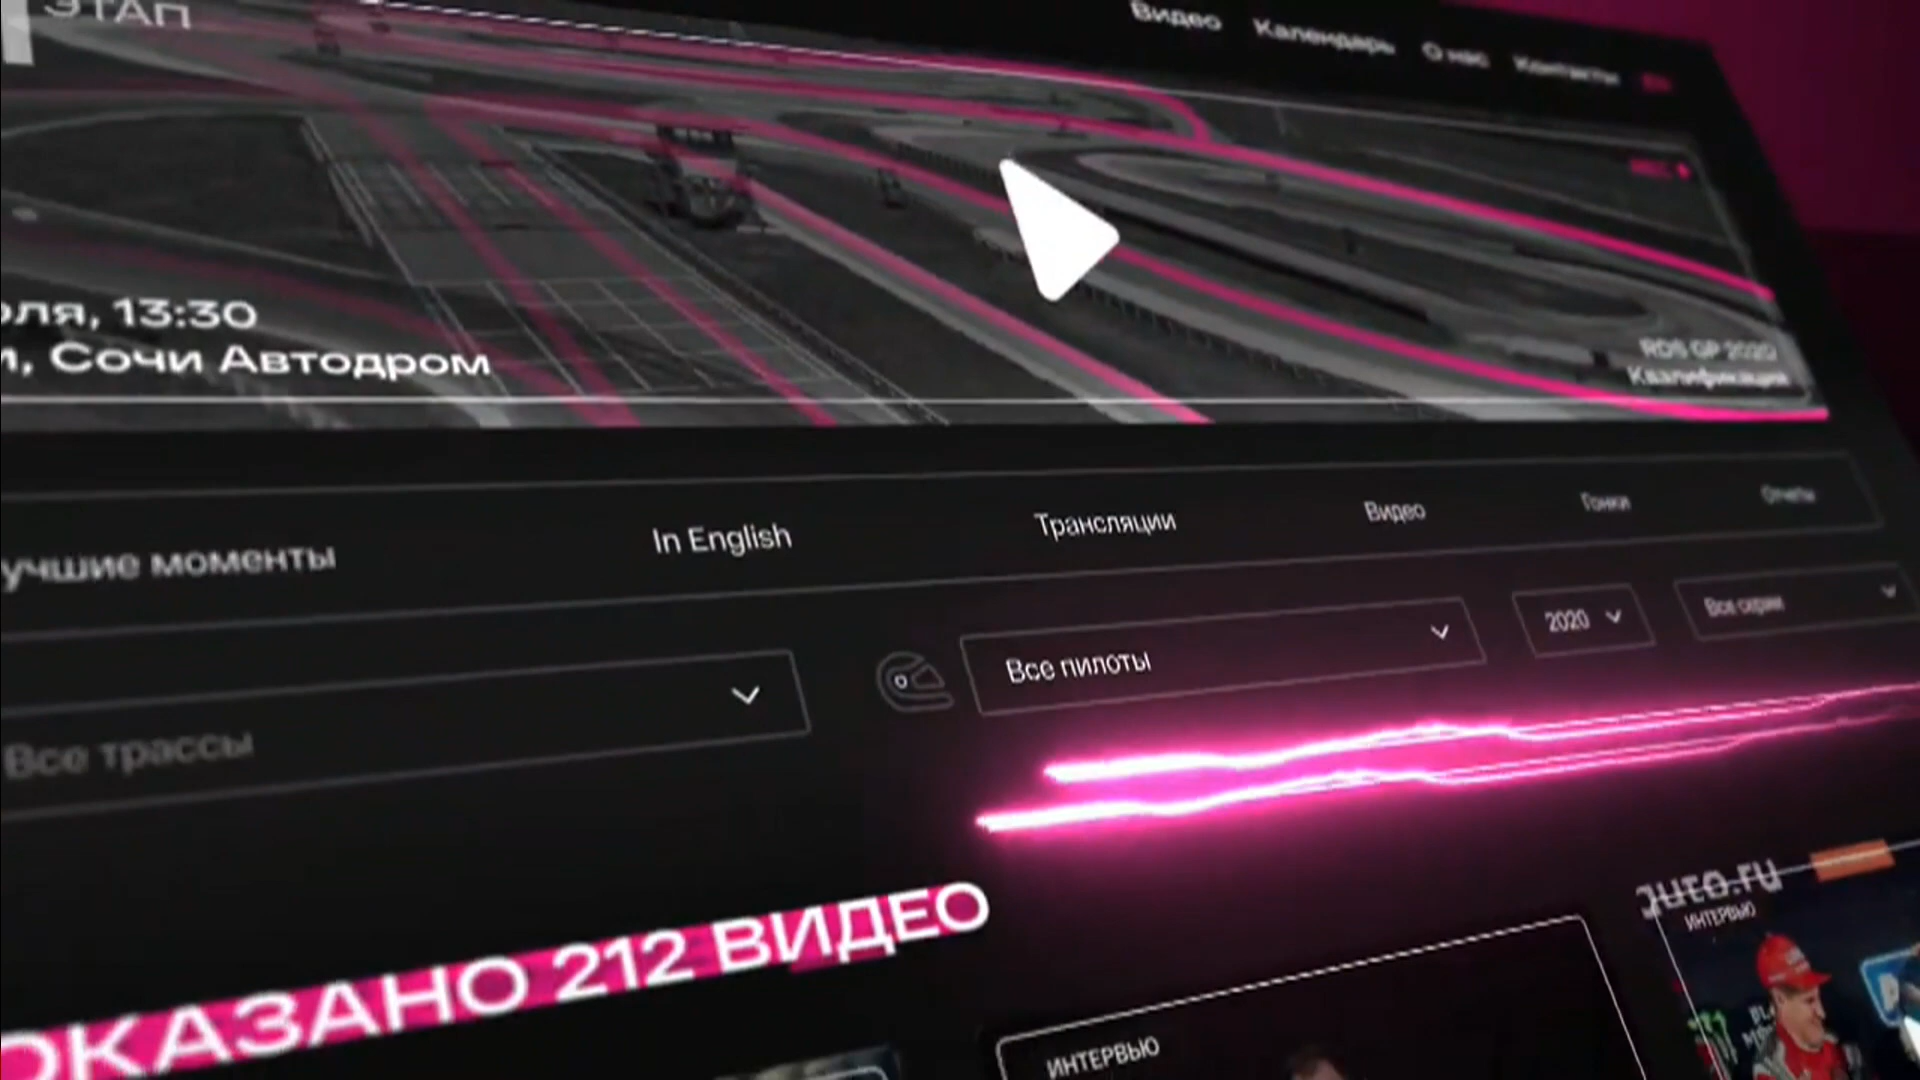 ЭТАП
Видео Календарь О нас Контакты
оля, 13:30
и, Сочи Автодром
RDS GP 2020
Квалификация
учшие моменты In English Трансляции Видео Гонки Отчеты
Все трассы Все пилоты 2020 Все серии
ОКАЗАНО 212 ВИДЕО
ИНТЕРВЬЮ
auto.ru
ИНТЕРВЬЮ